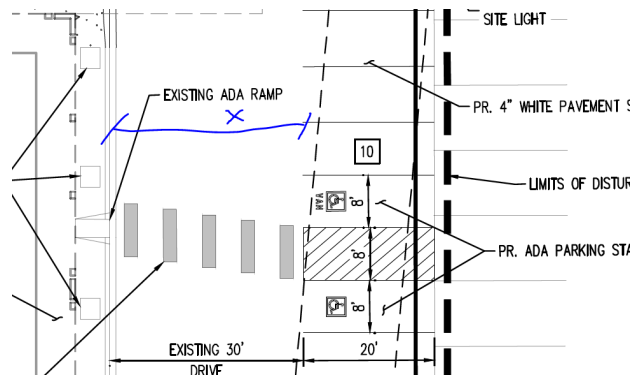 SITE LIGHT
EXISTING ADA RAMP
X
PR. 4" WHITE PAVEMENT S
10
LIMITS OF DISTUR
VAN
8'
8'
PR. ADA PARKING STA
8'
EXISTING 30'
DRIVE
20'